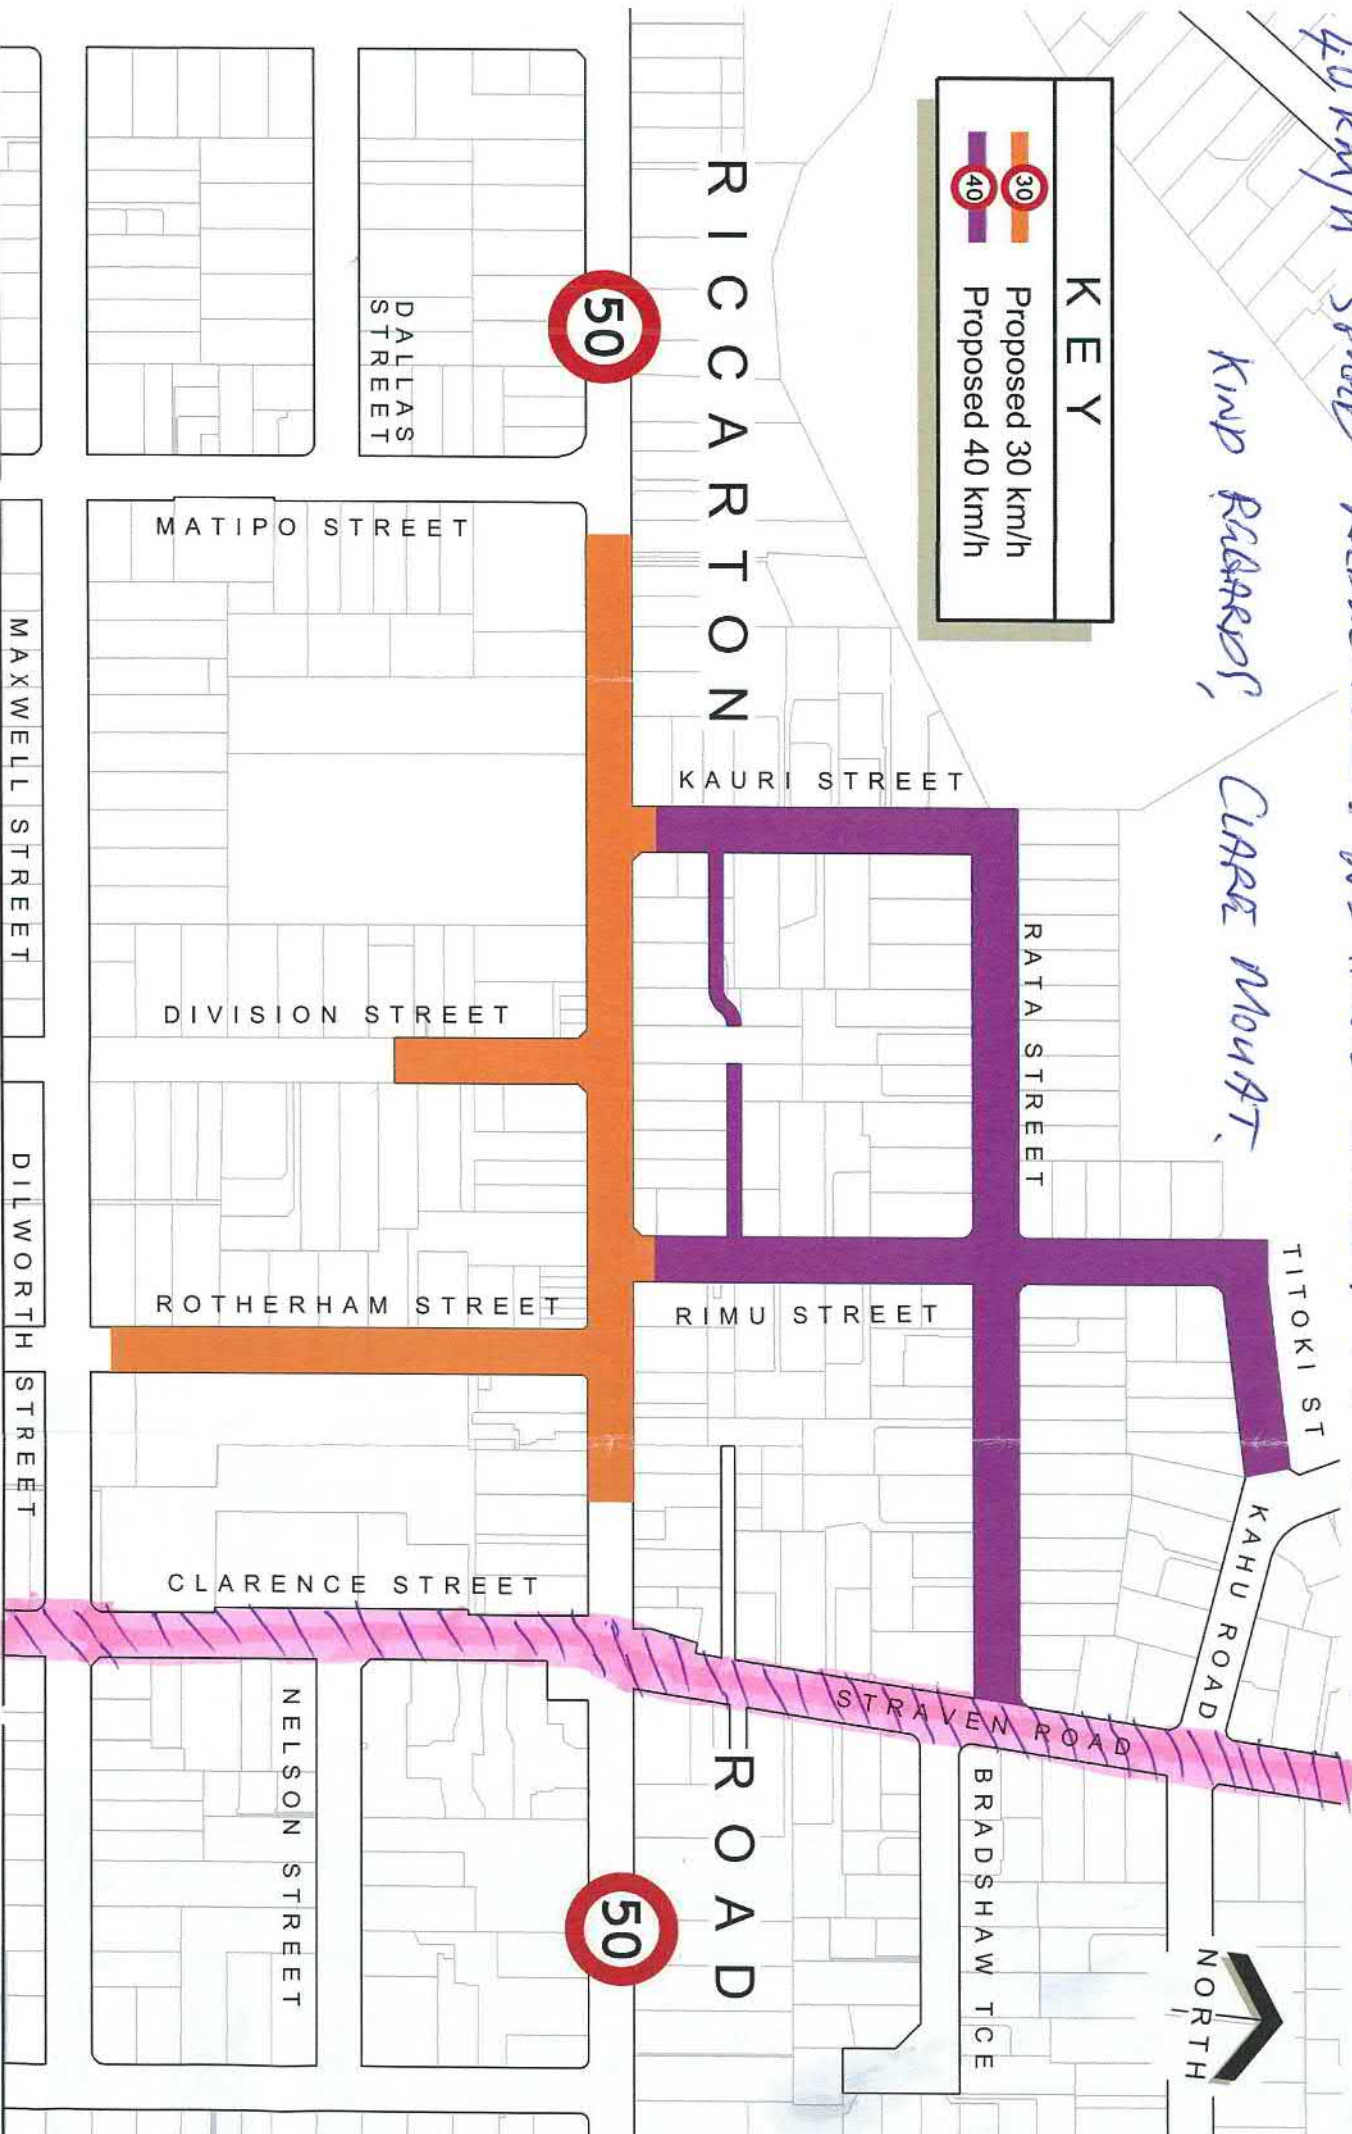 40 km/h
KIND REGARDS, CLARE MOUAT.
KEY
30 Proposed 30 km/h
40 Proposed 40 km/h
NORTH
TITOKI ST
KAHU ROAD
RATA STREET
STRAVEN ROAD
BRADSHAW TCE
KAURI STREET
RIMU STREET
RICCARTON ROAD
50
50
DALLAS
STREET
MATIPO STREET
DIVISION STREET
ROTHERHAM STREET
CLARENCE STREET
NELSON STREET
MAXWELL STREET
DILWORTH STREET